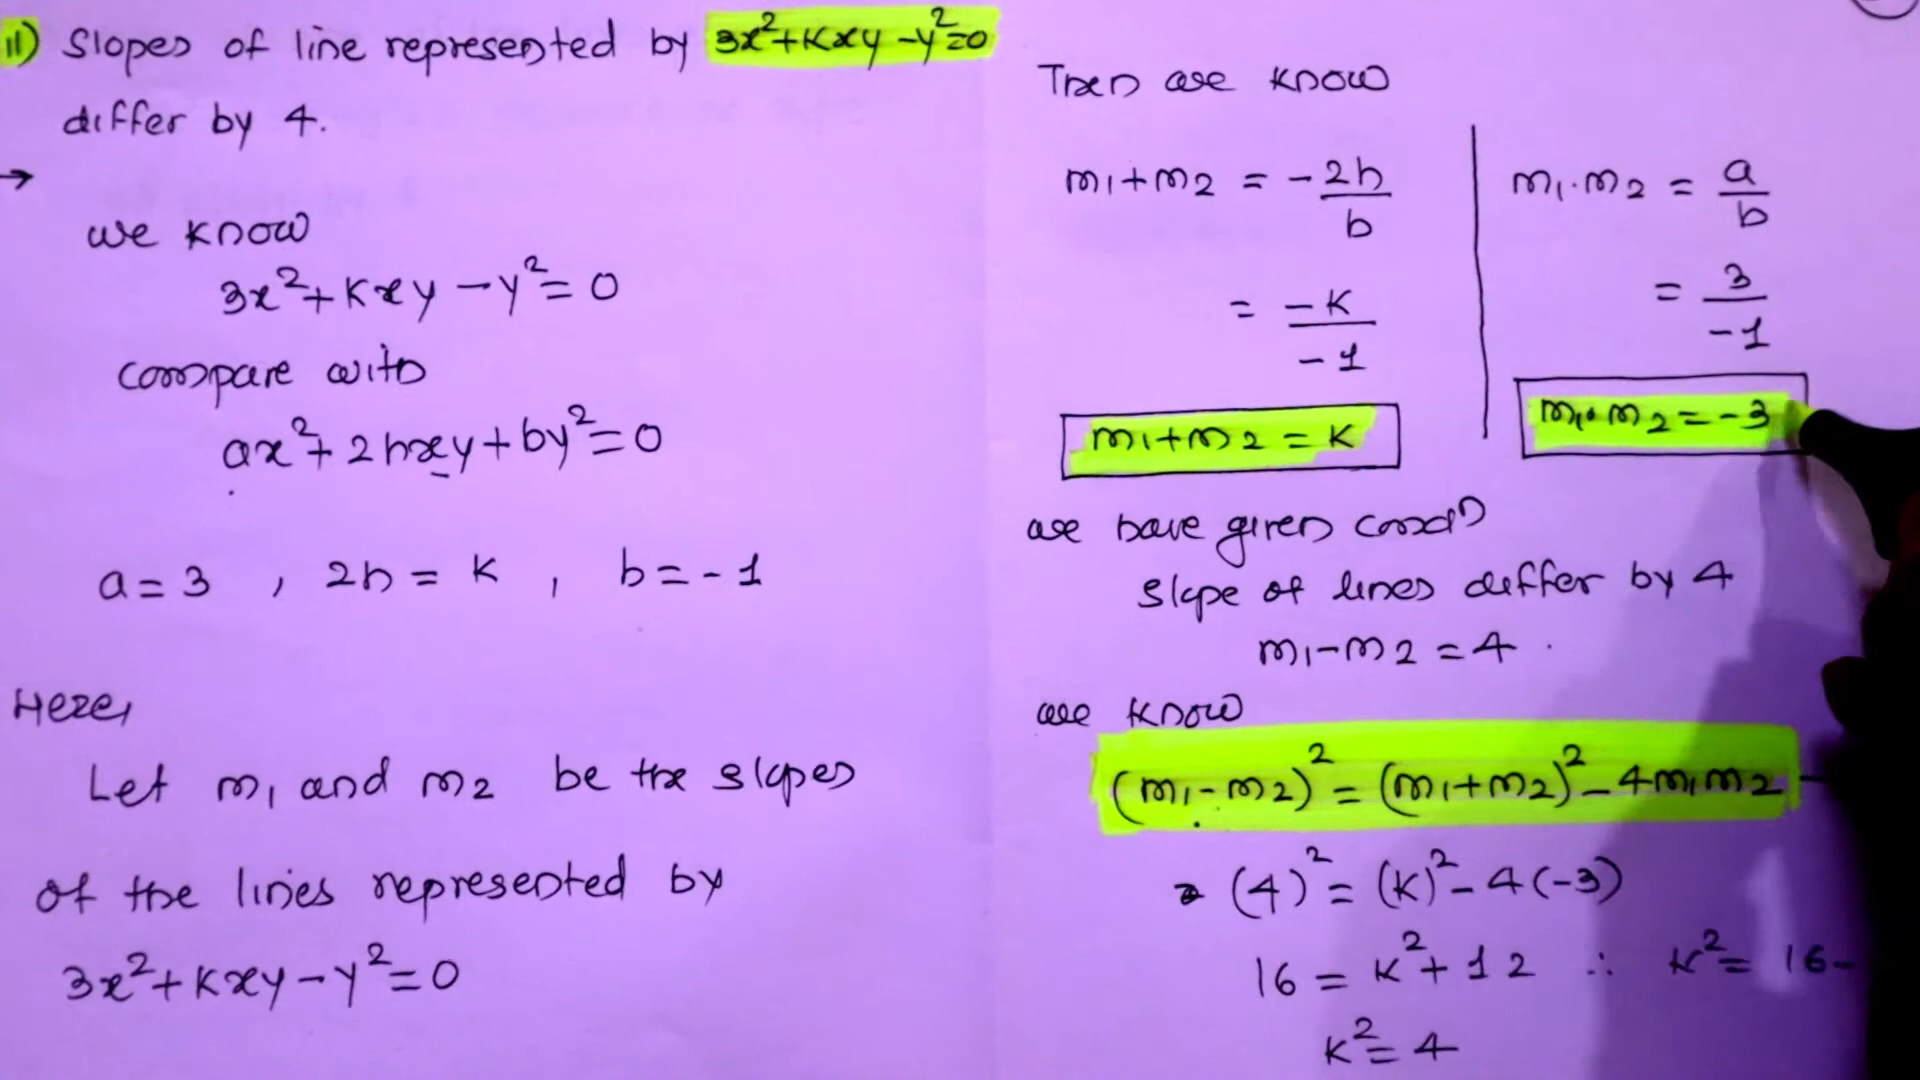 ii) Slopes of line represented by 3x²+Kxy-y²=0
differ by 4.
→
we know
3x²+Kxy-y²=0
compare with
ax²+2hxy+by²=0
a=3 , 2h=K , b=-1
Here,
Let m₁ and m₂ be the slopes
of the lines represented by
3x²+Kxy-y²=0
Then we know
m₁+m₂ = -2h/b
= -K/-1
m₁+m₂ = K
m₁.m₂ = a/b
= 3/-1
m₁.m₂ = -3
we have given condⁿ
slope of lines differ by 4
m₁-m₂ = 4.
we know
(m₁-m₂)² = (m₁+m₂)²-4m₁m₂
(4)² = (K)²-4(-3)
16 = K²+12 ∴ K² = 16-
K² = 4